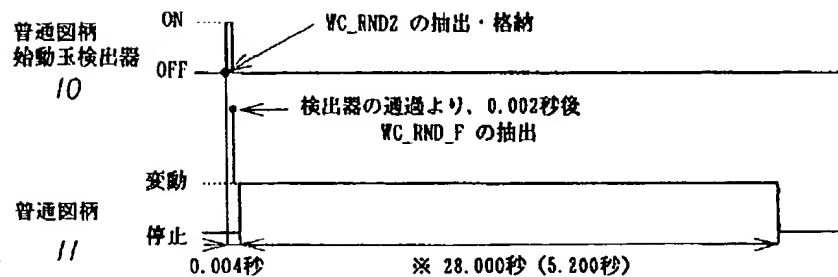 ON
WC_RND2 の抽出・格納
普通図柄
始動玉検出器
10
OFF
検出器の通過より、0.002秒後
WC_RND_F の抽出
変動
普通図柄
11
停止
0.004秒
※ 28.000秒 (5.200秒)